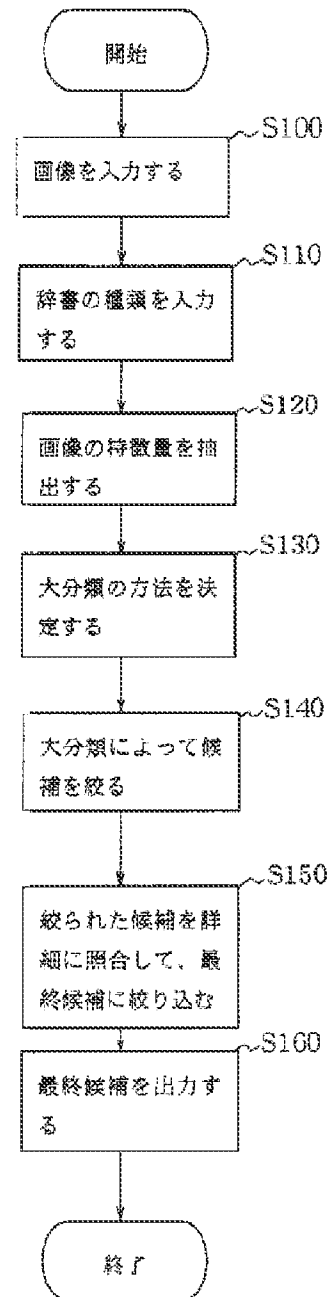 開始
S100
画像を入力する
S110
辞書の種類を入力
する
S120
画像の特徴量を抽
出する
S130
大分類の方法を決
定する
S140
大分類によって候
補を絞る
S150
絞られた候補を詳
細に照合して、最
終候補に絞り込む
S160
最終候補を出力す
る
終了